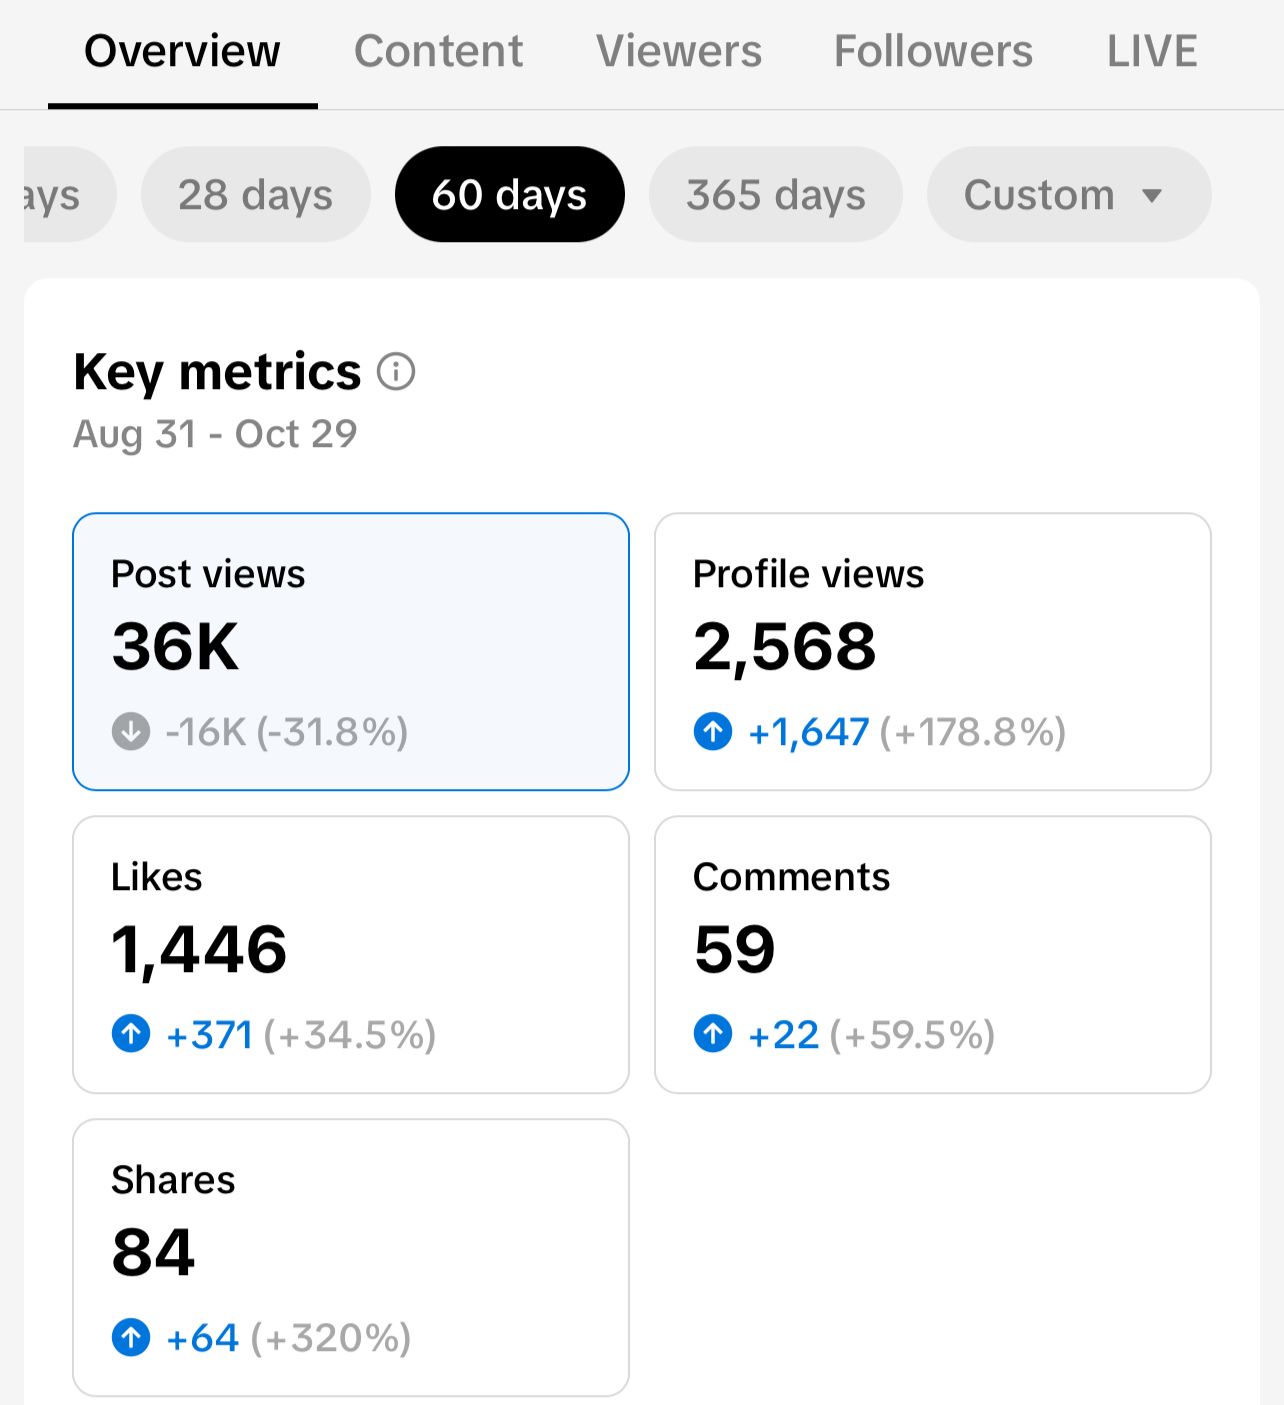 Overview Content Viewers Followers LIVE
ays 28 days 60 days 365 days Custom
Key metrics
Aug 31 - Oct 29
Post views
36K
-16K (-31.8%)
Profile views
2,568
+1,647 (+178.8%)
Likes
1,446
+371 (+34.5%)
Comments
59
+22 (+59.5%)
Shares
84
+64 (+320%)